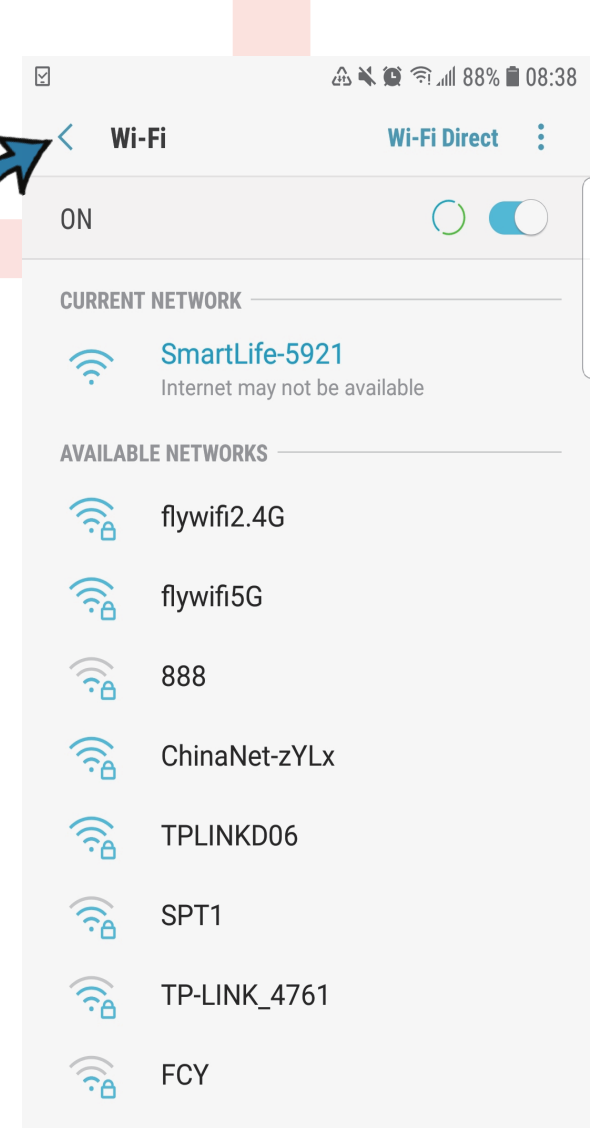 88% 08:38
Wi-Fi Wi-Fi Direct
ON
CURRENT NETWORK
SmartLife-5921
Internet may not be available
AVAILABLE NETWORKS
flywifi2.4G
flywifi5G
888
ChinaNet-zYLx
TPLINKD06
SPT1
TP-LINK_4761
FCY